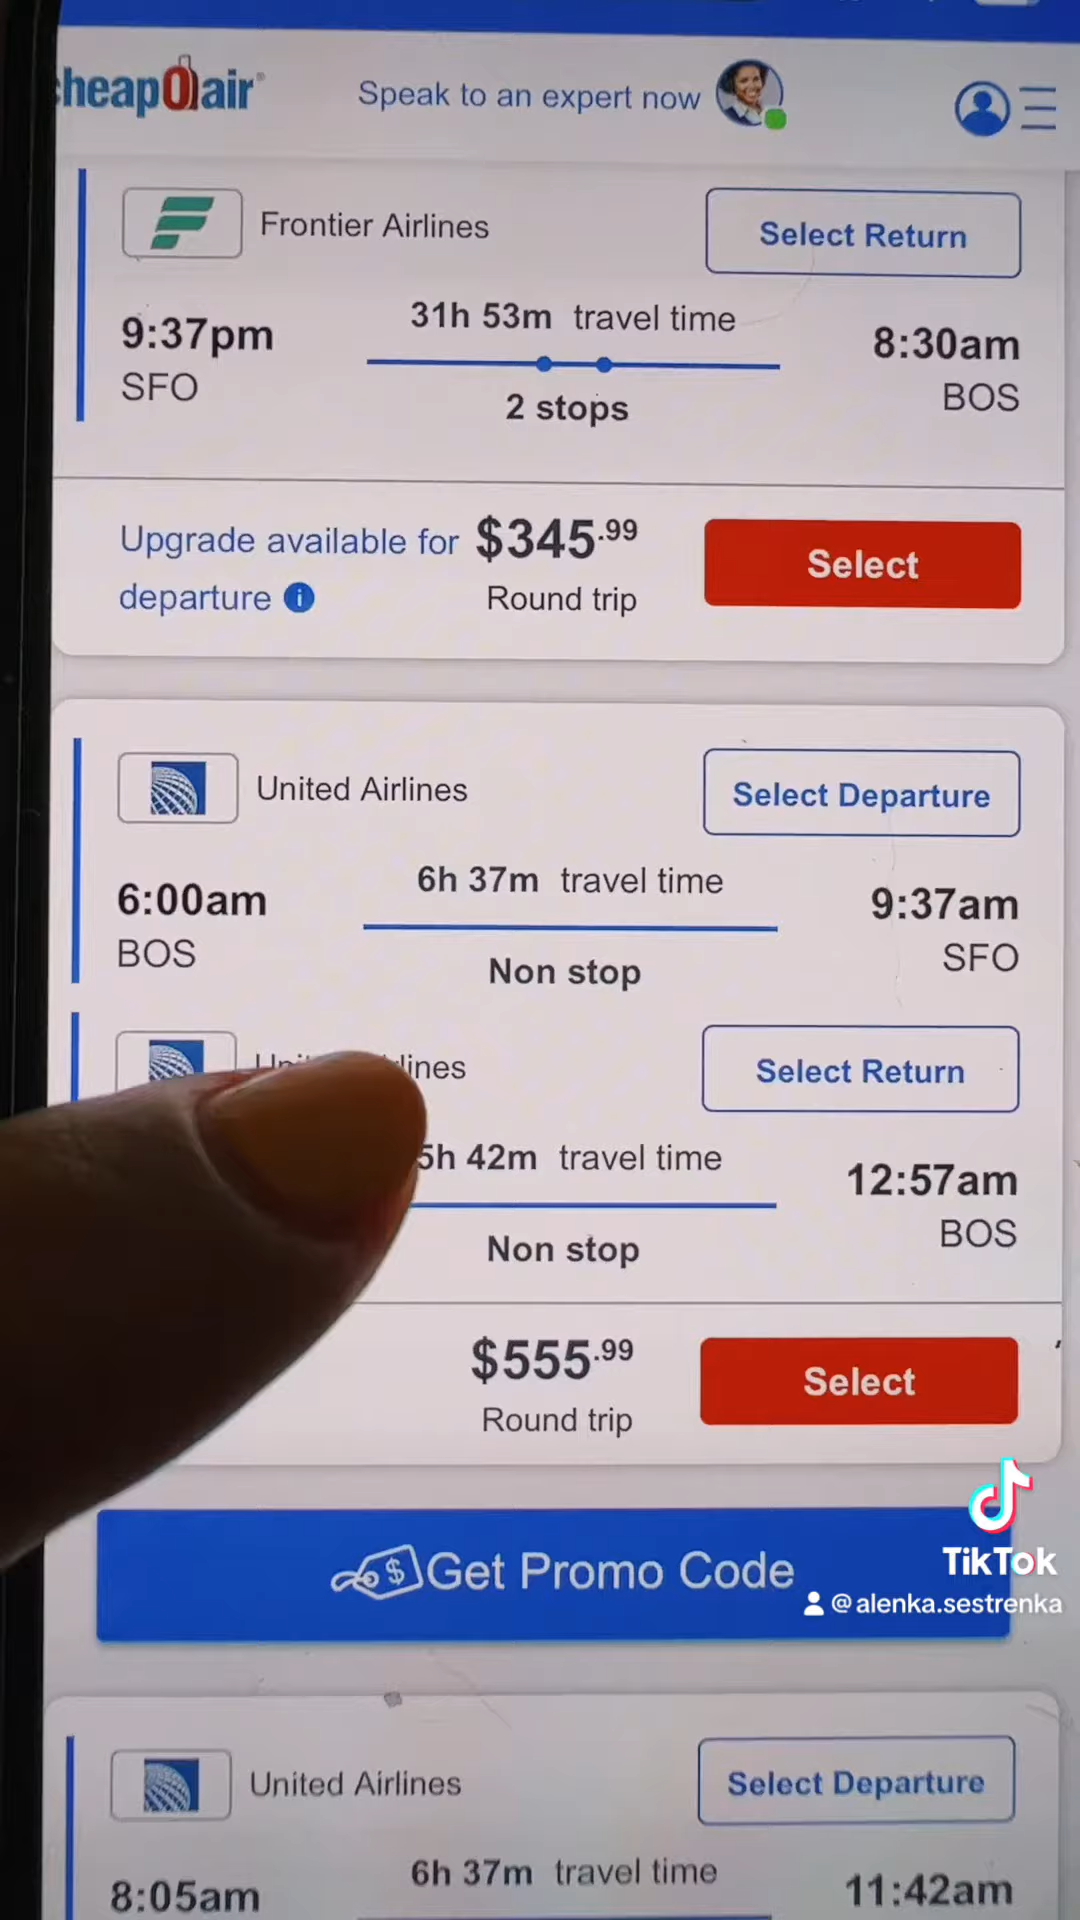 cheapOair®
Speak to an expert now
Frontier Airlines
Select Return
31h 53m travel time
9:37pm
8:30am
SFO
BOS
2 stops
Upgrade available for
departure
$345.99
Round trip
Select
United Airlines
Select Departure
6h 37m travel time
6:00am
9:37am
BOS
SFO
Non stop
Airlines
Select Return
5h 42m travel time
12:57am
BOS
Non stop
$555.99
Round trip
Select
$ Get Promo Code
TikTok
@alenka.sestrenka
United Airlines
Select Departure
6h 37m travel time
8:05am
11:42am